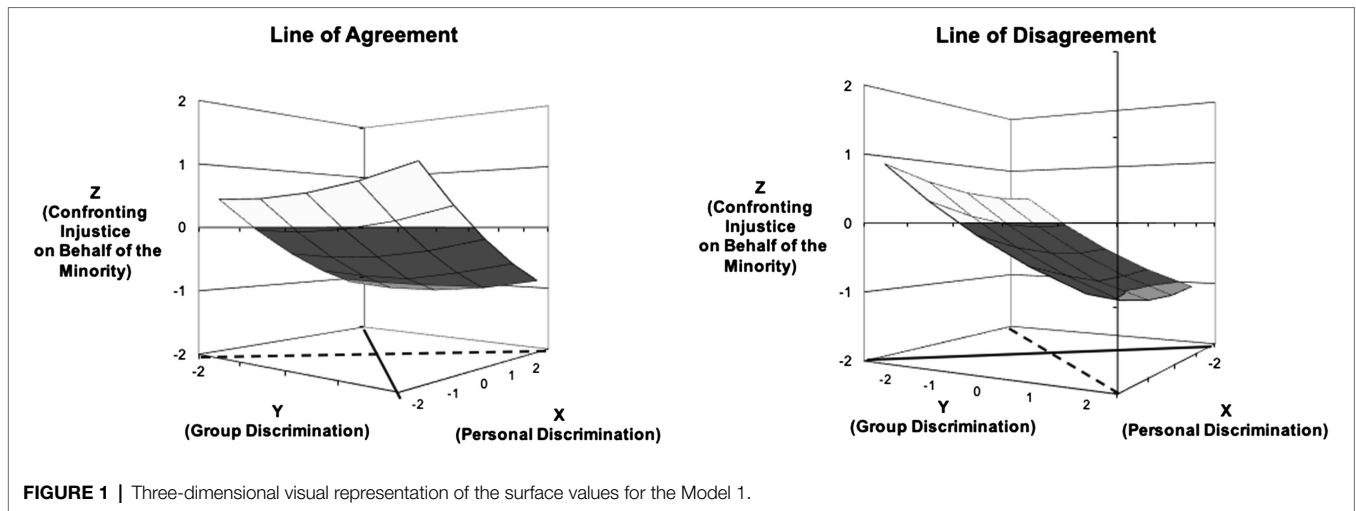 Line of Agreement
2
1
0
-1
-2
Z
(Confronting
Injustice
on Behalf of the
Minority)
-2
Y
(Group Discrimination)
-2
-1
0
1
2
X
(Personal Discrimination)
Line of Disagreement
2
1
0
-1
-2
Z
(Confronting
Injustice
on Behalf of the
Minority)
-2
-1
0
1
2
Y
(Group Discrimination)
-2
X
(Personal Discrimination)
FIGURE 1 | Three-dimensional visual representation of the surface values for the Model 1.